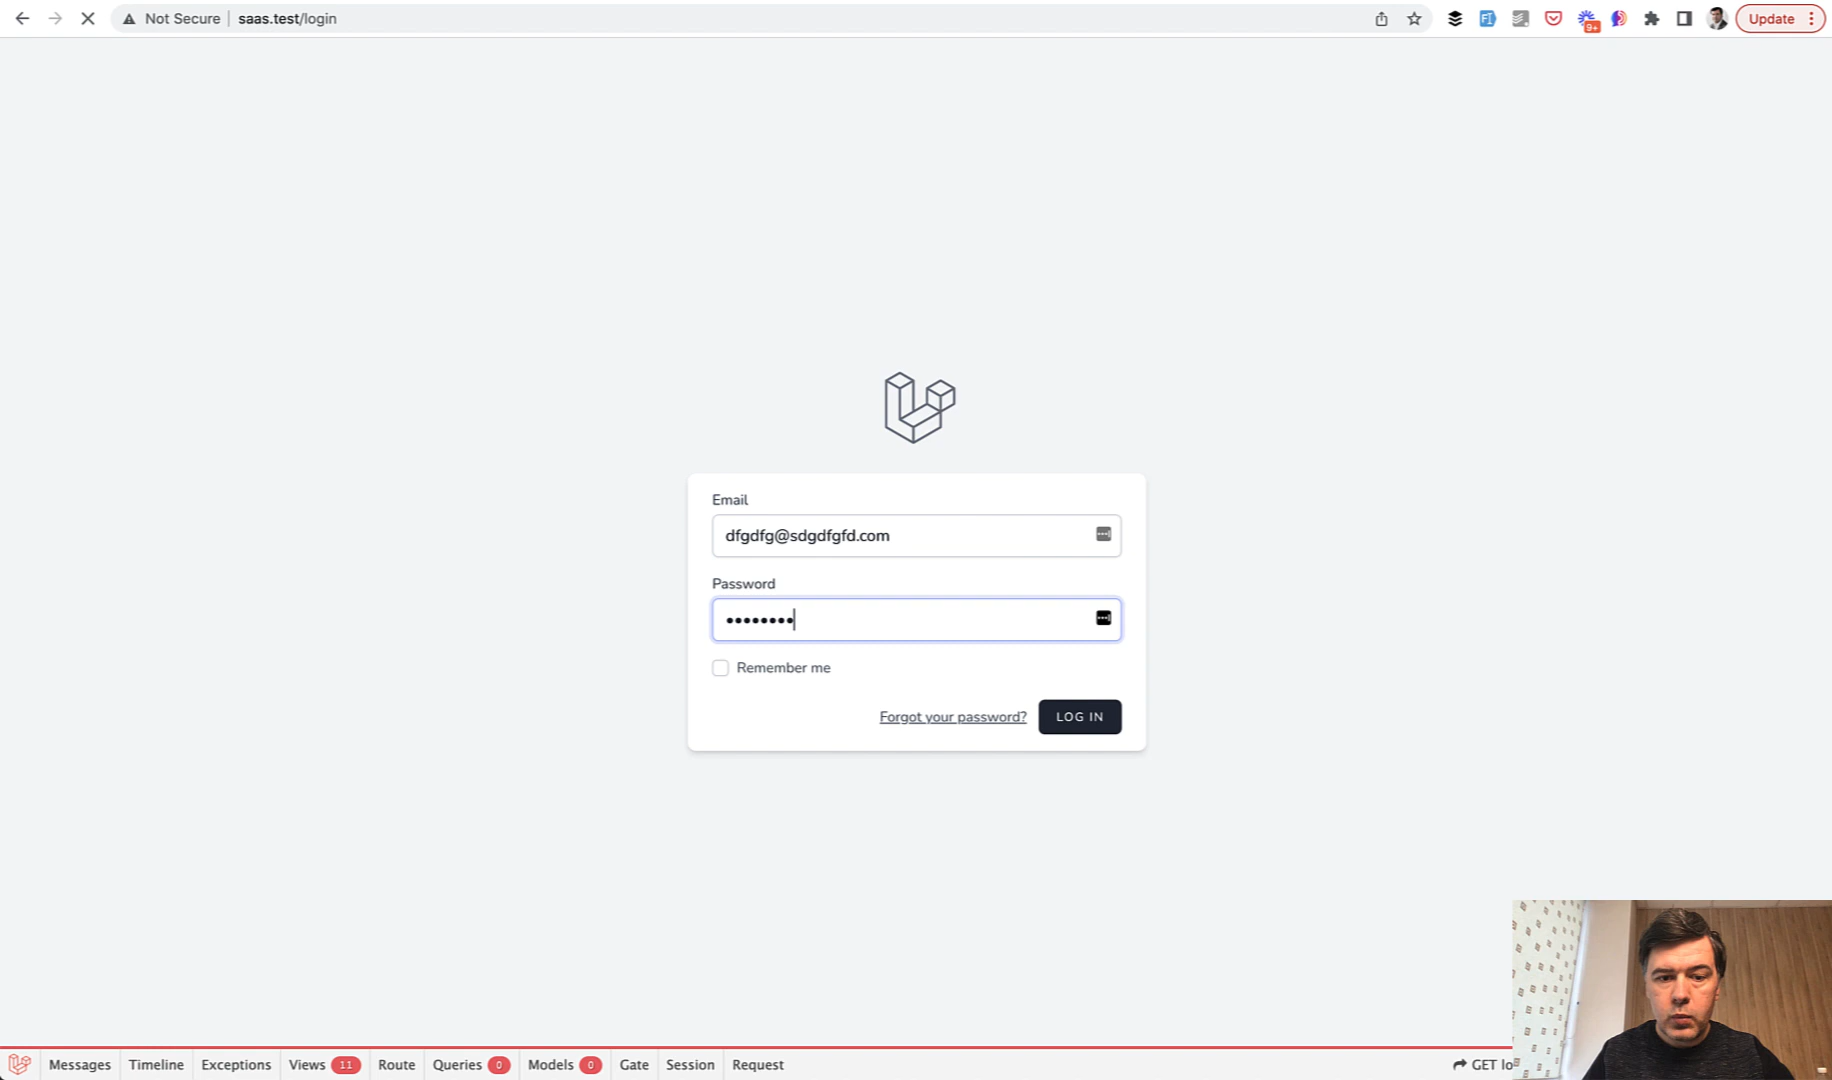 Not Secure | saas.test/login
9+
Update
Email
dfgdfg@sdgdfgfd.com
Password
••••••••
Remember me
Forgot your password?
LOG IN
Messages Timeline Exceptions Views 11 Route Queries 0 Models 0 Gate Session Request
GET lo